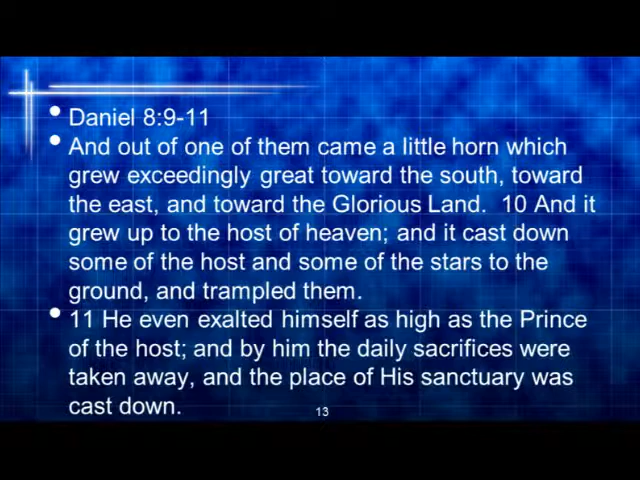 • Daniel 8:9-11
• And out of one of them came a little horn which
grew exceedingly great toward the south, toward
the east, and toward the Glorious Land.  10 And it
grew up to the host of heaven; and it cast down
some of the host and some of the stars to the
ground, and trampled them.
• 11 He even exalted himself as high as the Prince
of the host; and by him the daily sacrifices were
taken away, and the place of His sanctuary was
cast down.
13